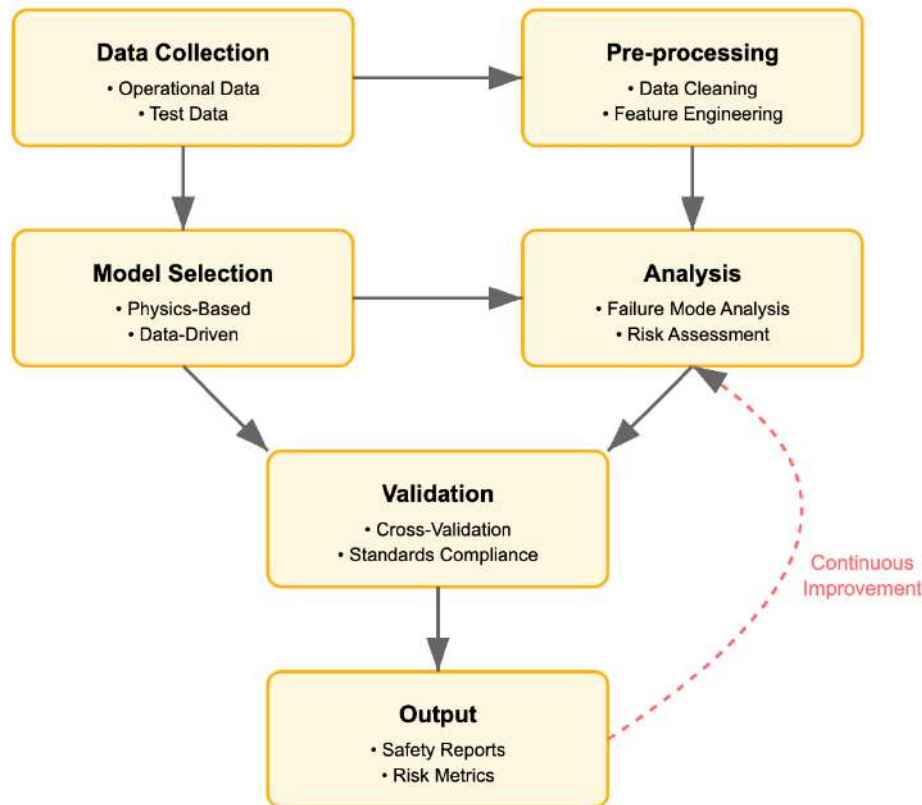 Data Collection
• Operational Data
• Test Data
Pre-processing
• Data Cleaning
• Feature Engineering
Model Selection
• Physics-Based
• Data-Driven
Analysis
• Failure Mode Analysis
• Risk Assessment
Validation
• Cross-Validation
• Standards Compliance
Continuous
Improvement
Output
• Safety Reports
• Risk Metrics